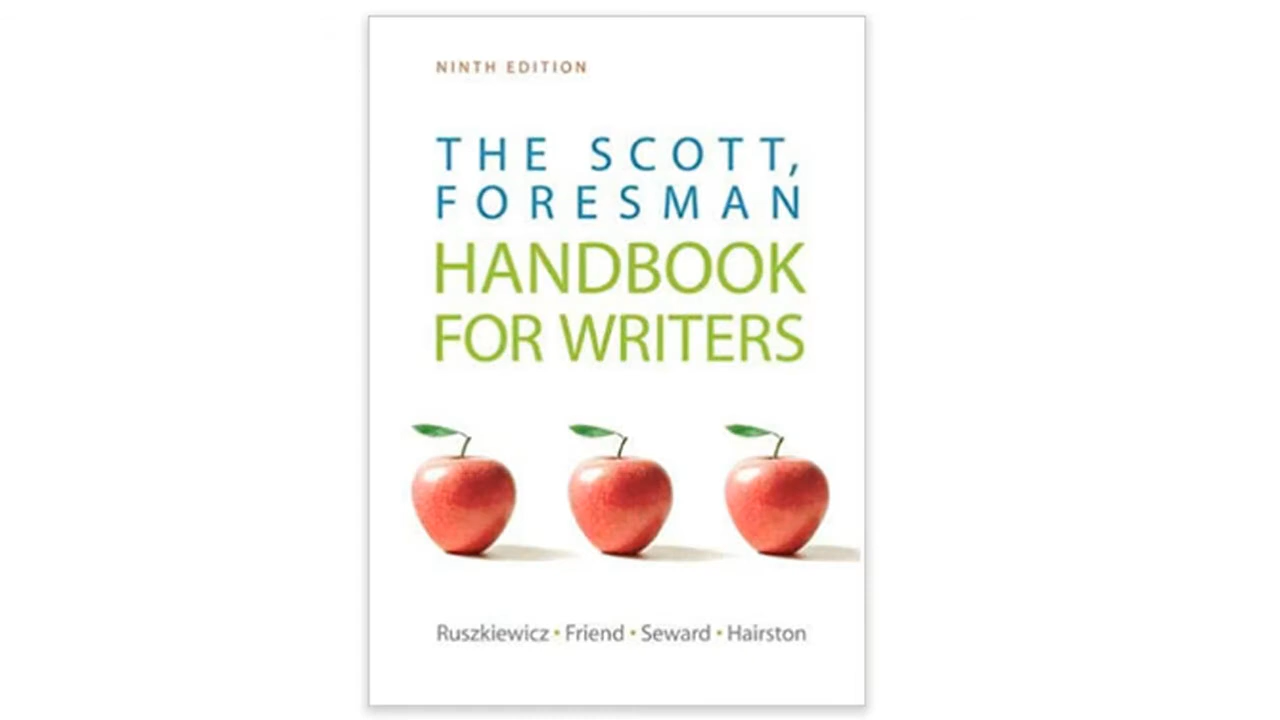 NINTH EDITION
THE SCOTT,
FORESMAN
HANDBOOK
FOR WRITERS
Ruszkiewicz • Friend • Seward • Hairston